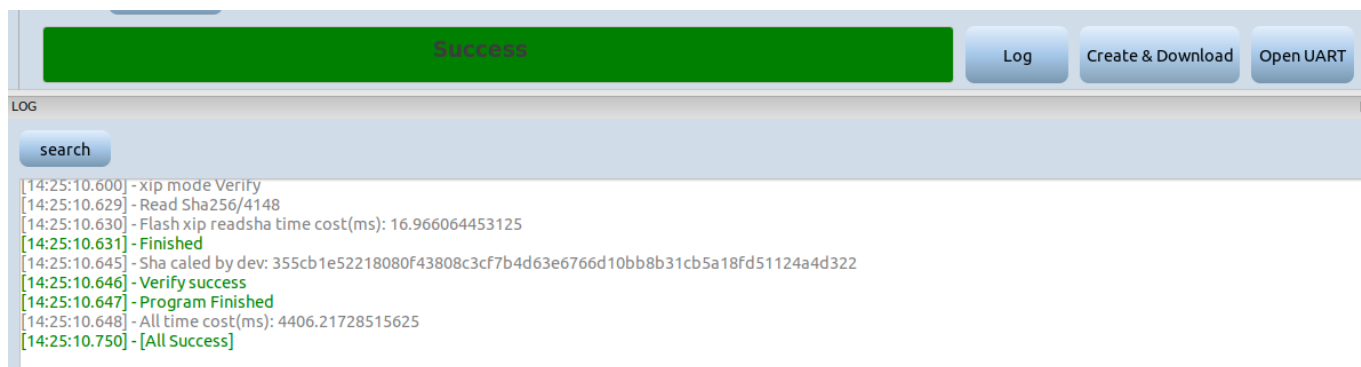 Success
Log
Create & Download
Open UART
LOG
search
[14:25:10.600] - xip mode Verify
[14:25:10.629] - Read Sha256/4148
[14:25:10.630] - Flash xip readsha time cost(ms): 16.966064453125
[14:25:10.631] - Finished
[14:25:10.645] - Sha caled by dev: 355cb1e52218080f43808c3cf7b4d63e6766d10bb8b31cb5a18fd51124a4d322
[14:25:10.646] - Verify success
[14:25:10.647] - Program Finished
[14:25:10.648] - All time cost(ms): 4406.21728515625
[14:25:10.750] - [All Success]